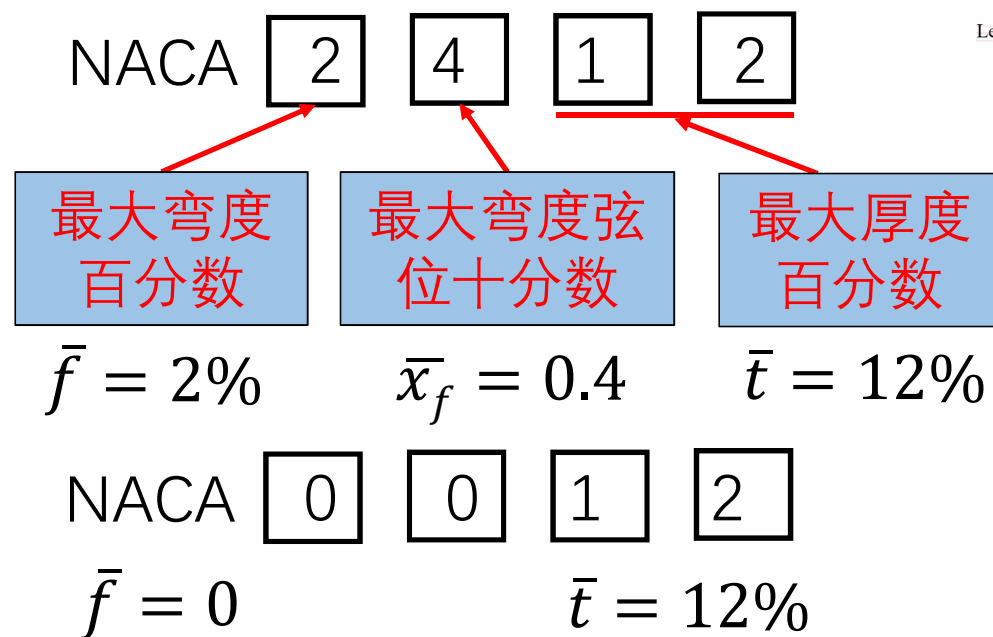 Le
NACA 2 4 1 2
最大弯度
百分数
最大弯度弦
位十分数
最大厚度
百分数
f̄ = 2%
x̄_f = 0.4
t̄ = 12%
NACA 0 0 1 2
f̄ = 0
t̄ = 12%